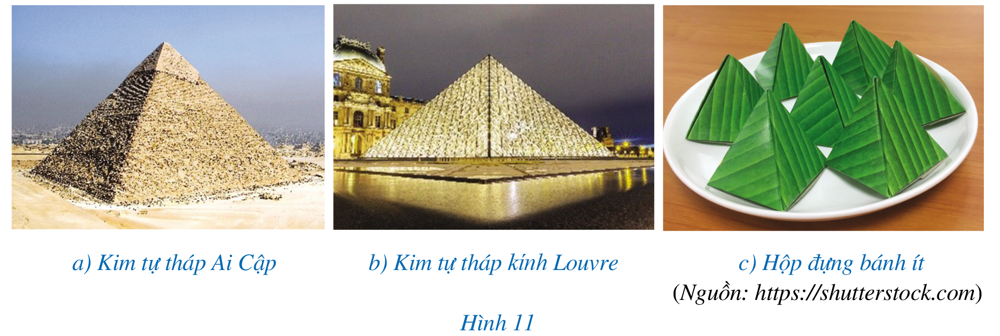 a) Kim tự tháp Ai Cập
b) Kim tự tháp kính Louvre
c) Hộp đựng bánh ít
(Nguồn: https://shutterstock.com)
Hình 11